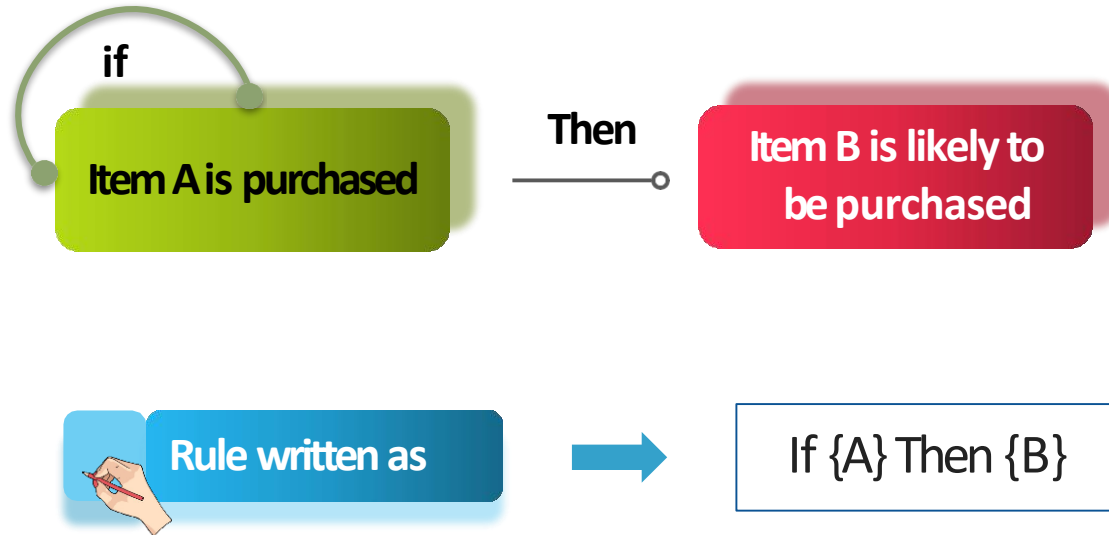 if
Item A is purchased
Then
Item B is likely to
be purchased
Rule written as
If {A} Then {B}